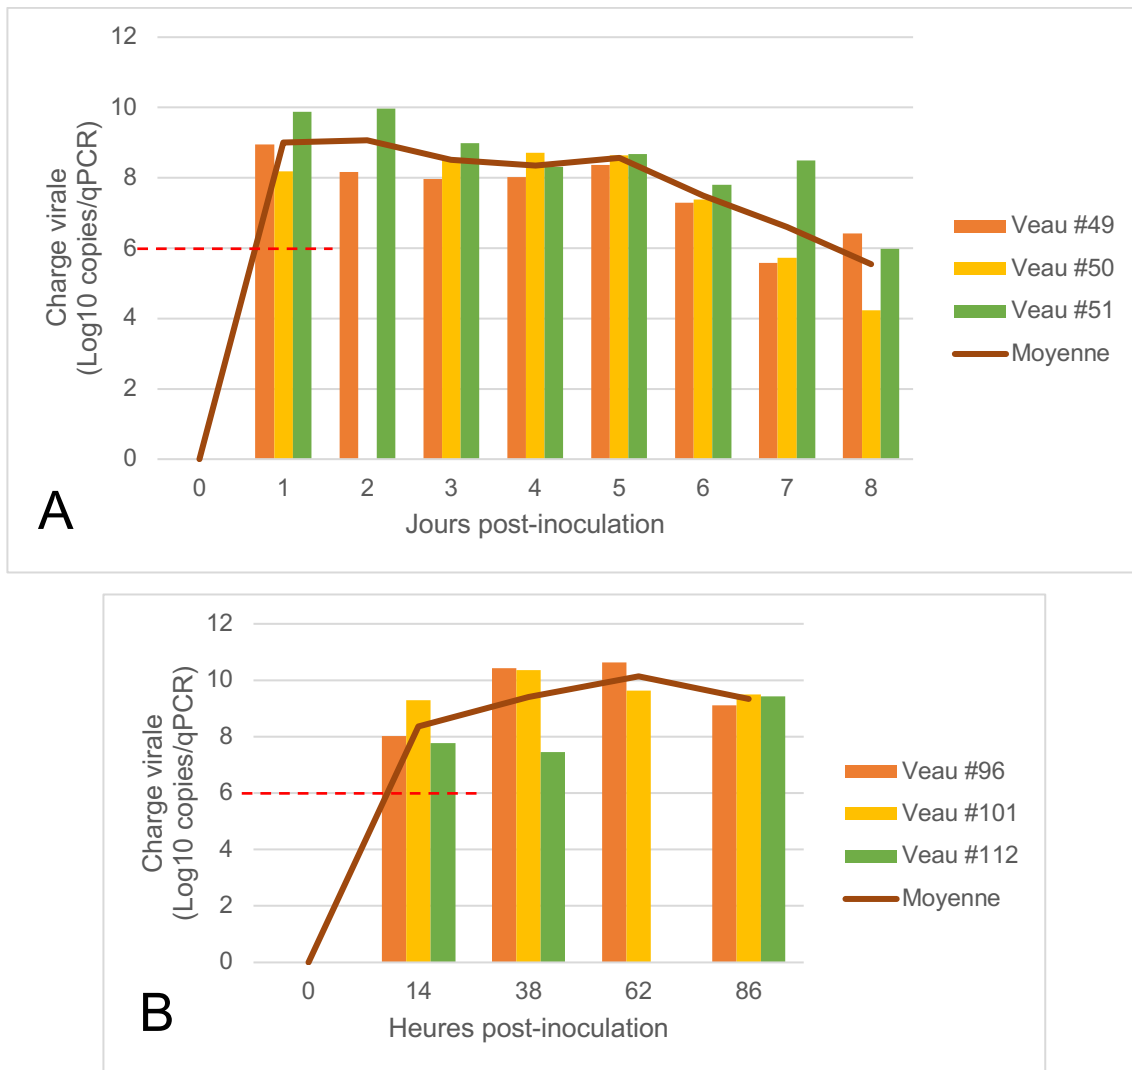 12
10
8
6
4
2
0
Charge virale
(Log10 copies/qPCR)
0 1 2 3 4 5 6 7 8
Jours post-inoculation
Veau #49
Veau #50
Veau #51
Moyenne
A
12
10
8
6
4
2
0
Charge virale
(Log10 copies/qPCR)
0 14 38 62 86
Heures post-inoculation
Veau #96
Veau #101
Veau #112
Moyenne
B